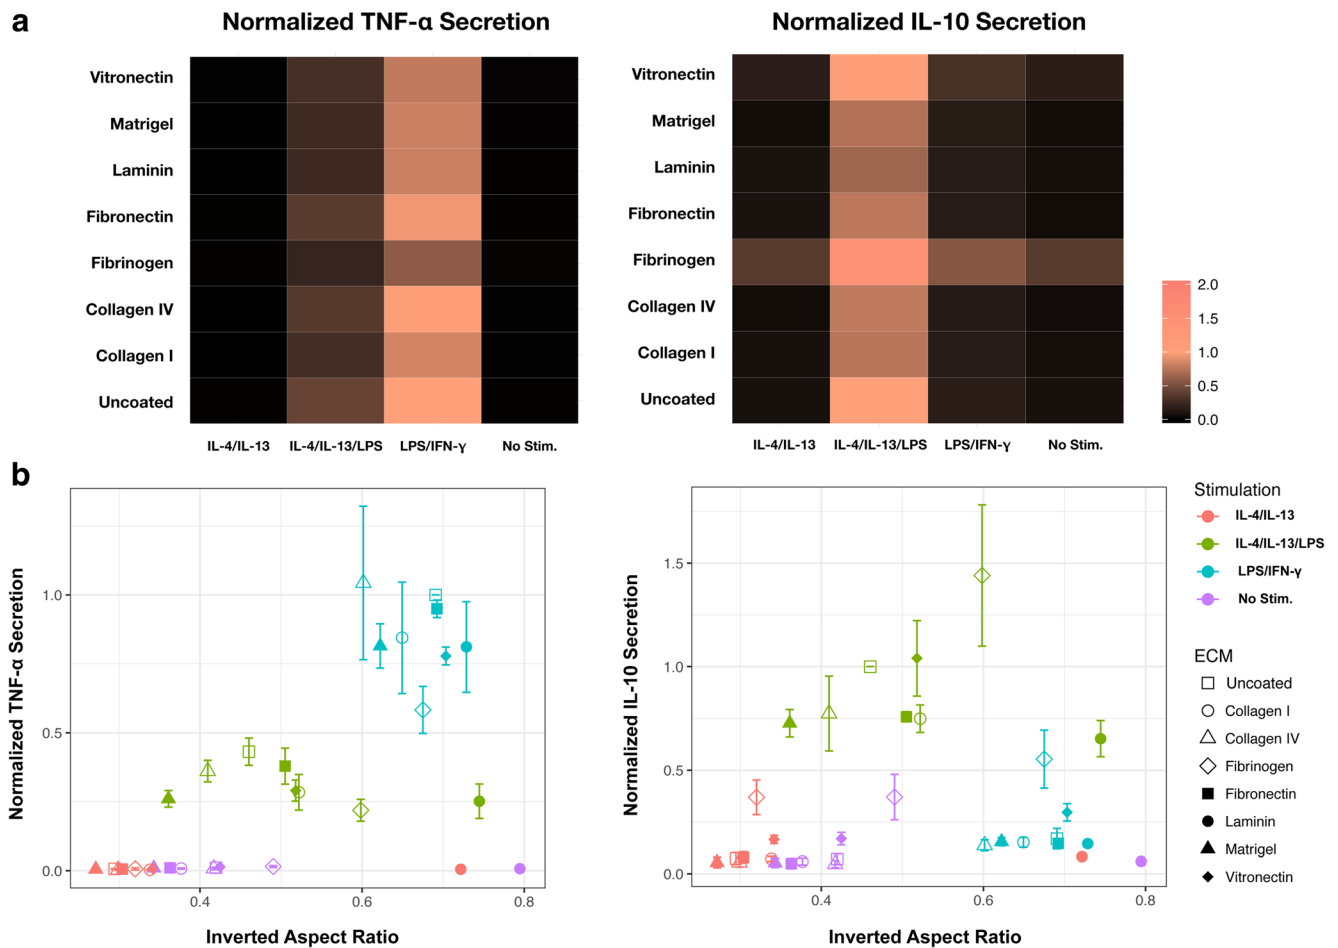 a
Normalized TNF-α Secretion
Normalized IL-10 Secretion
Vitronectin
Matrigel
Laminin
Fibronectin
Fibrinogen
Collagen IV
Collagen I
Uncoated
IL-4/IL-13
IL-4/IL-13/LPS
LPS/IFN-γ
No Stim.
Vitronectin
Matrigel
Laminin
Fibronectin
Fibrinogen
Collagen IV
Collagen I
Uncoated
IL-4/IL-13
IL-4/IL-13/LPS
LPS/IFN-γ
No Stim.
2.0
1.0
0.5
0.0
b
Normalized TNF-α Secretion
1.0
0.5
0.0
0.4
0.6
0.8
Inverted Aspect Ratio
Normalized IL-10 Secretion
1.5
1.0
0.5
0.0
0.4
0.6
0.8
Inverted Aspect Ratio
Stimulation
IL-4/IL-13
IL-4/IL-13/LPS
LPS/IFN-γ
No Stim.
ECM
Uncoated
Collagen I
Collagen IV
Fibrinogen
Fibronectin
Laminin
Matrigel
Vitronectin